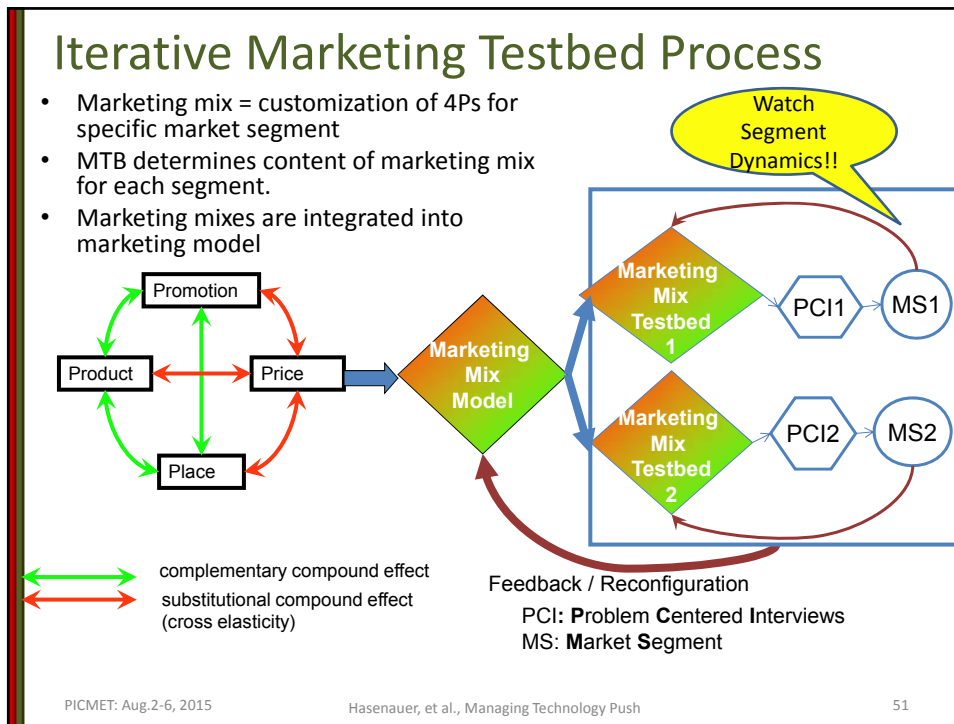 Iterative Marketing Testbed Process
• Marketing mix = customization of 4Ps for
specific market segment
• MTB determines content of marketing mix
for each segment.
• Marketing mixes are integrated into
marketing model
Watch
Segment
Dynamics!!
Promotion
Product
Price
Place
Marketing
Mix
Model
Marketing
Mix
Testbed
1
PCI1
MS1
Marketing
Mix
Testbed
2
PCI2
MS2
complementary compound effect
substitutional compound effect
(cross elasticity)
Feedback / Reconfiguration
PCI: Problem Centered Interviews
MS: Market Segment
PICMET: Aug.2-6, 2015
Hasenauer, et al., Managing Technology Push
51